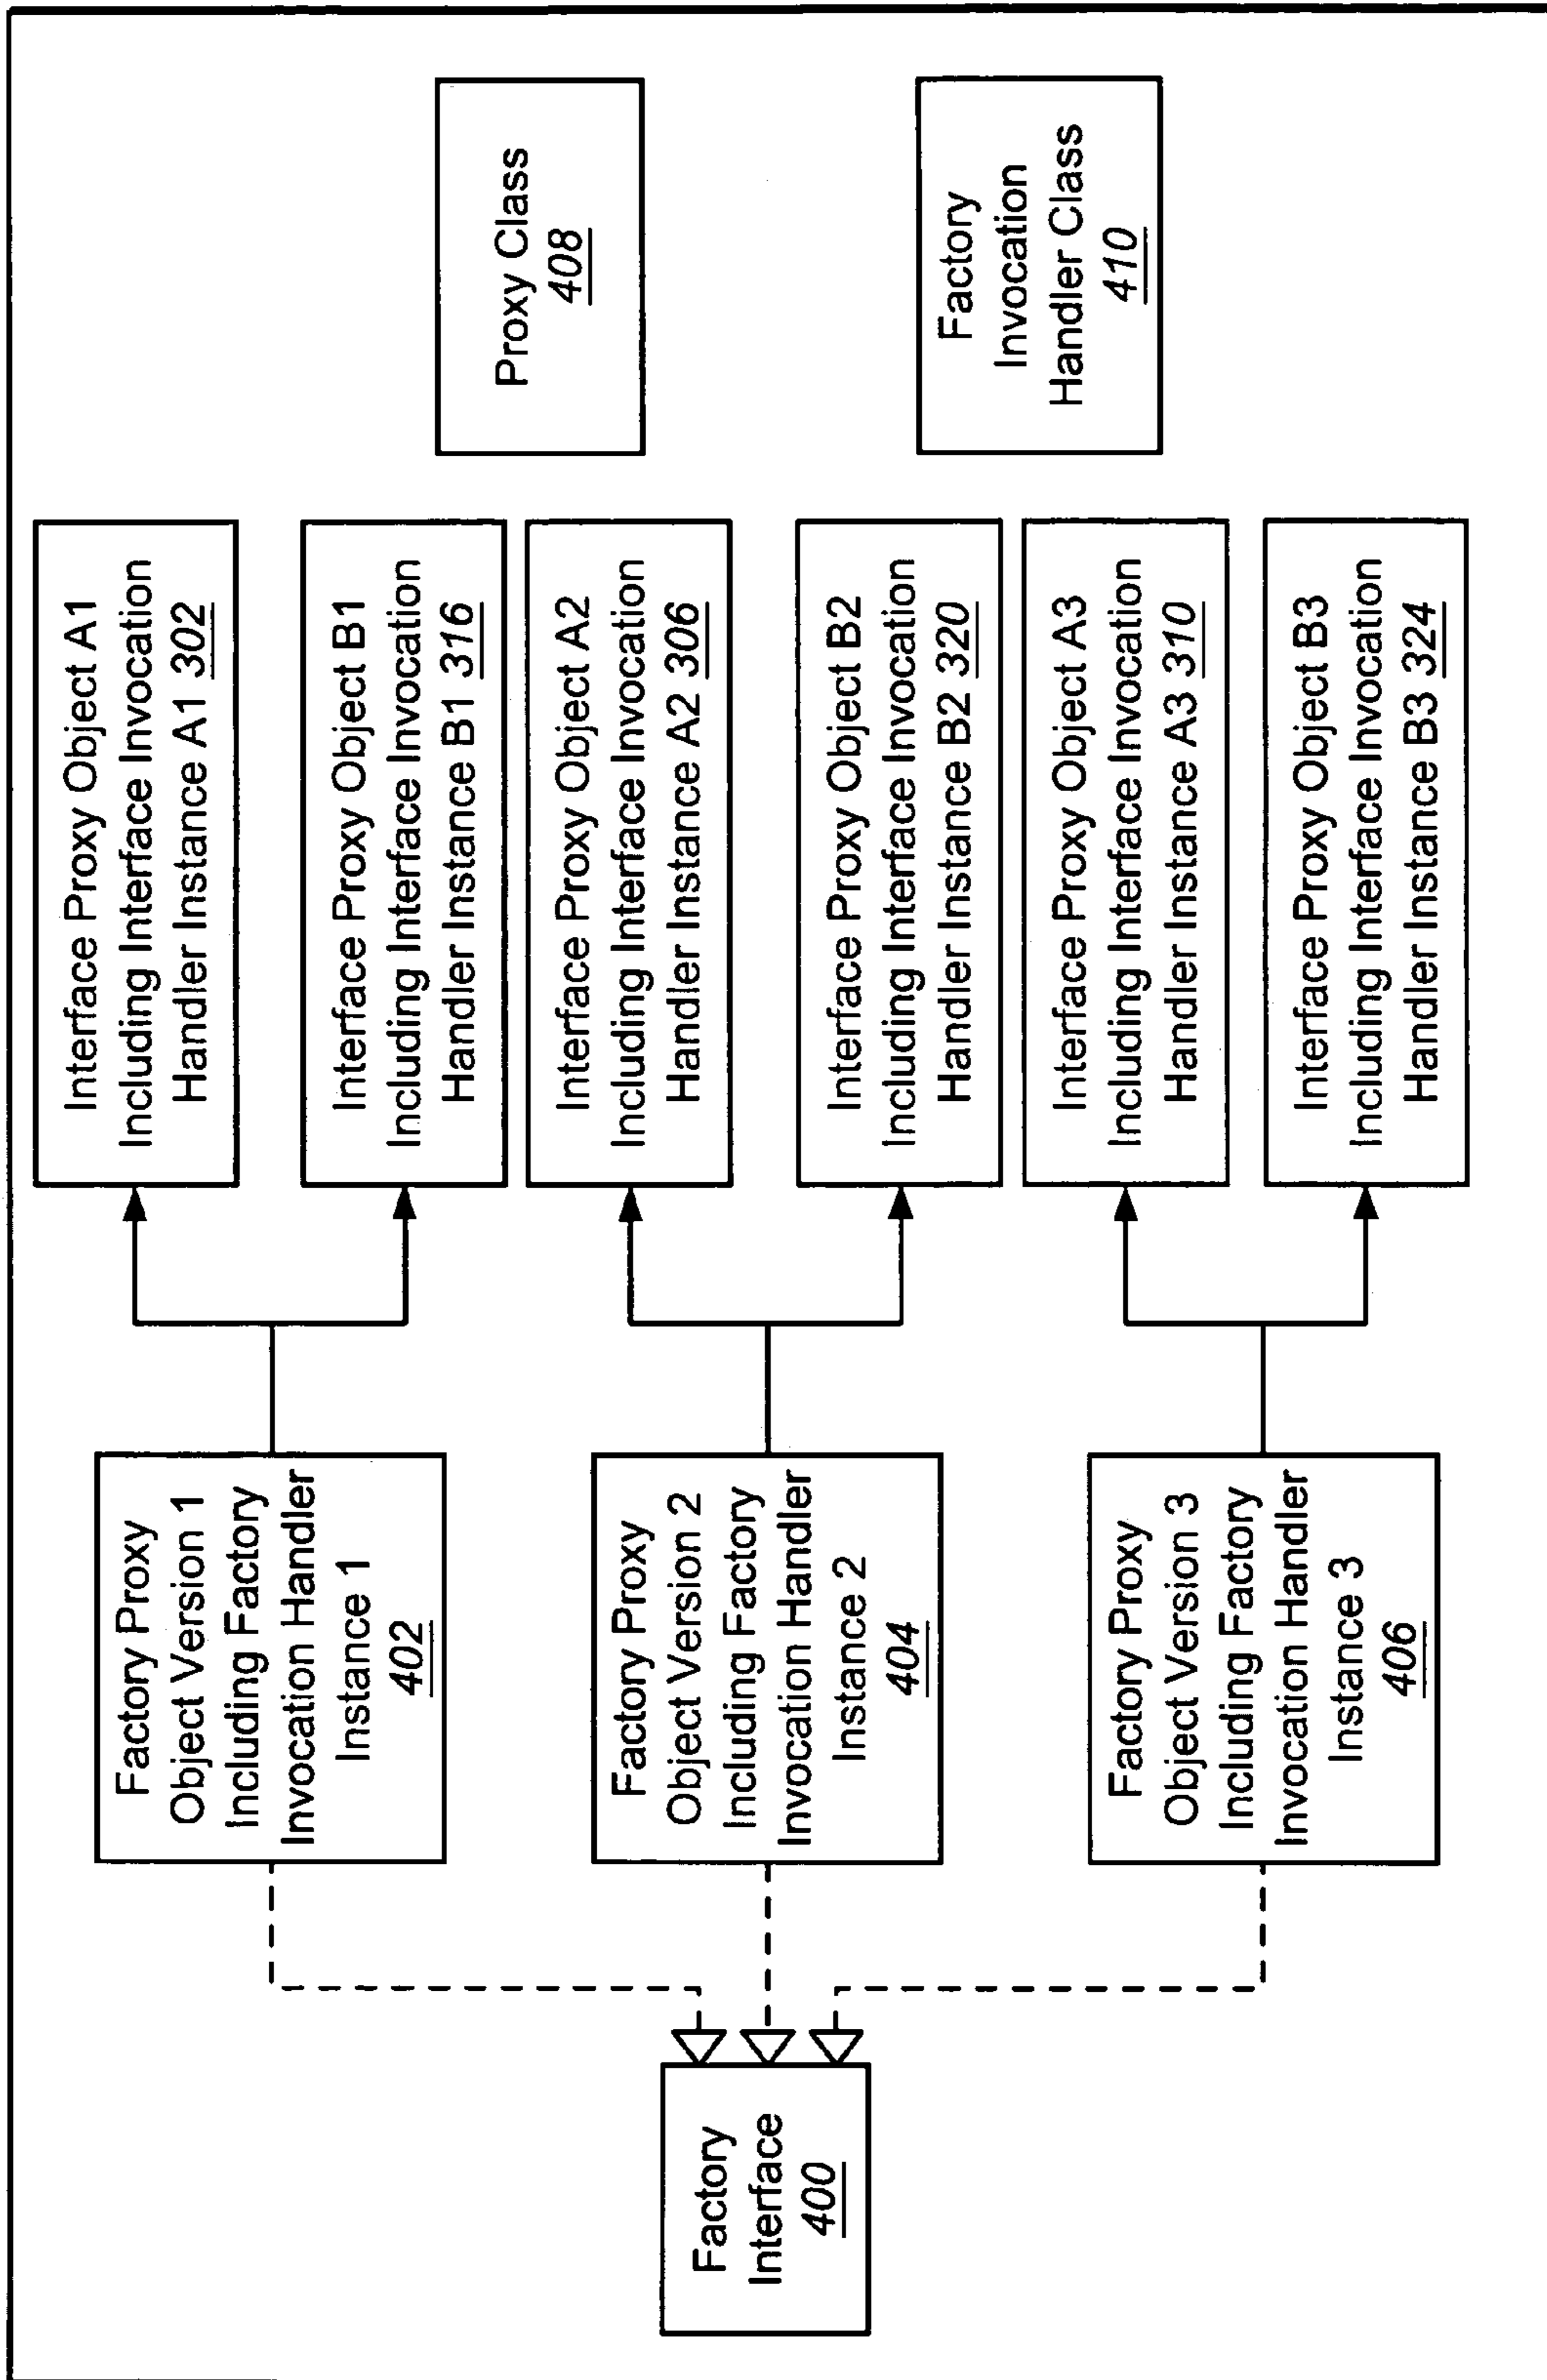 Factory
Interface
400
Factory Proxy
Object Version 1
Including Factory
Invocation Handler
Instance 1
402
Factory Proxy
Object Version 2
Including Factory
Invocation Handler
Instance 2
404
Factory Proxy
Object Version 3
Including Factory
Invocation Handler
Instance 3
406
Interface Proxy Object A1
Including Interface Invocation
Handler Instance A1 302
Interface Proxy Object B1
Including Interface Invocation
Handler Instance B1 316
Interface Proxy Object A2
Including Interface Invocation
Handler Instance A2 306
Interface Proxy Object B2
Including Interface Invocation
Handler Instance B2 320
Interface Proxy Object A3
Including Interface Invocation
Handler Instance A3 310
Interface Proxy Object B3
Including Interface Invocation
Handler Instance B3 324
Proxy Class
408
Factory
Invocation
Handler Class
410